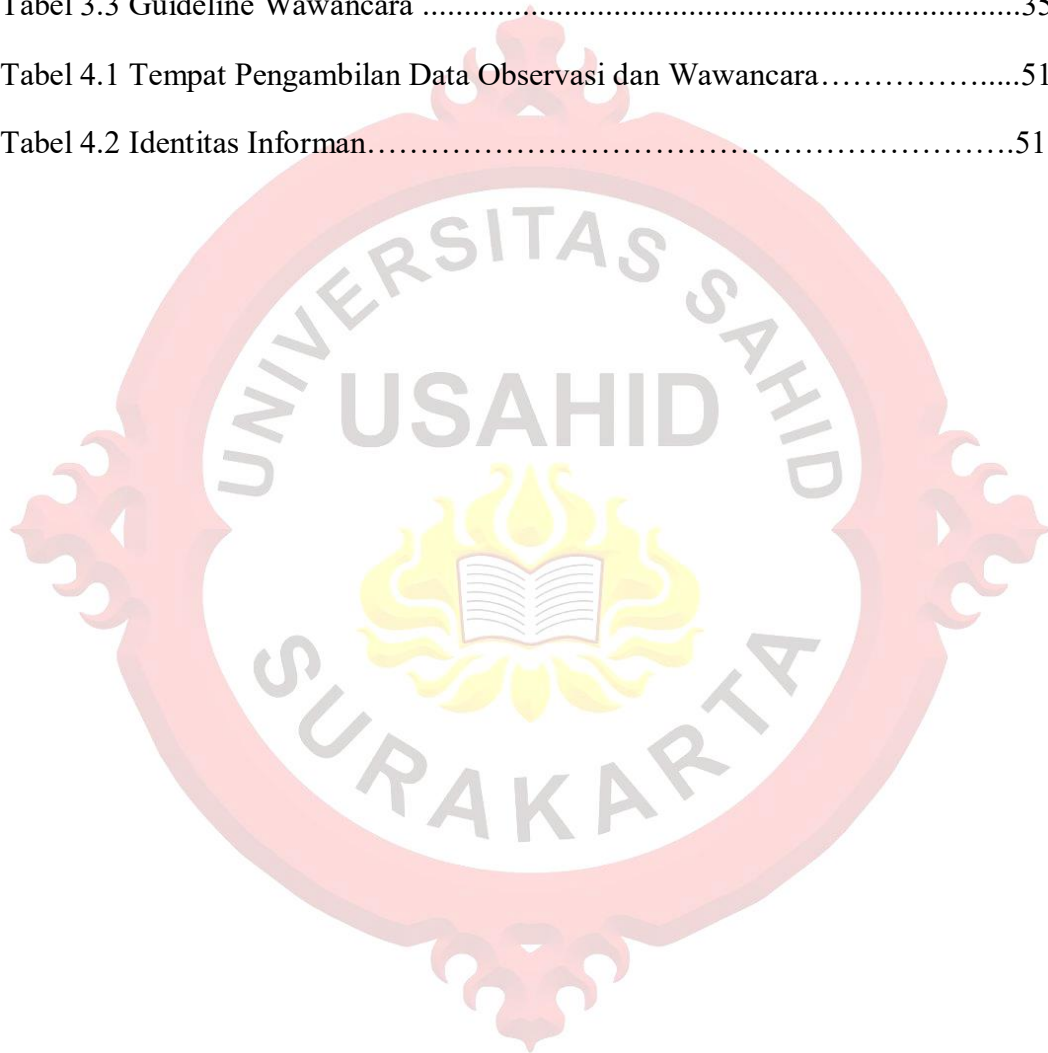 Tabel 3.3 Guideline Wawancara ........................................................................35
Tabel 4.1 Tempat Pengambilan Data Observasi dan Wawancara…………….....51
Tabel 4.2 Identitas Informan…………………………………………………….51
UNIVERSITAS SAHID
USAHID
SURAKARTA